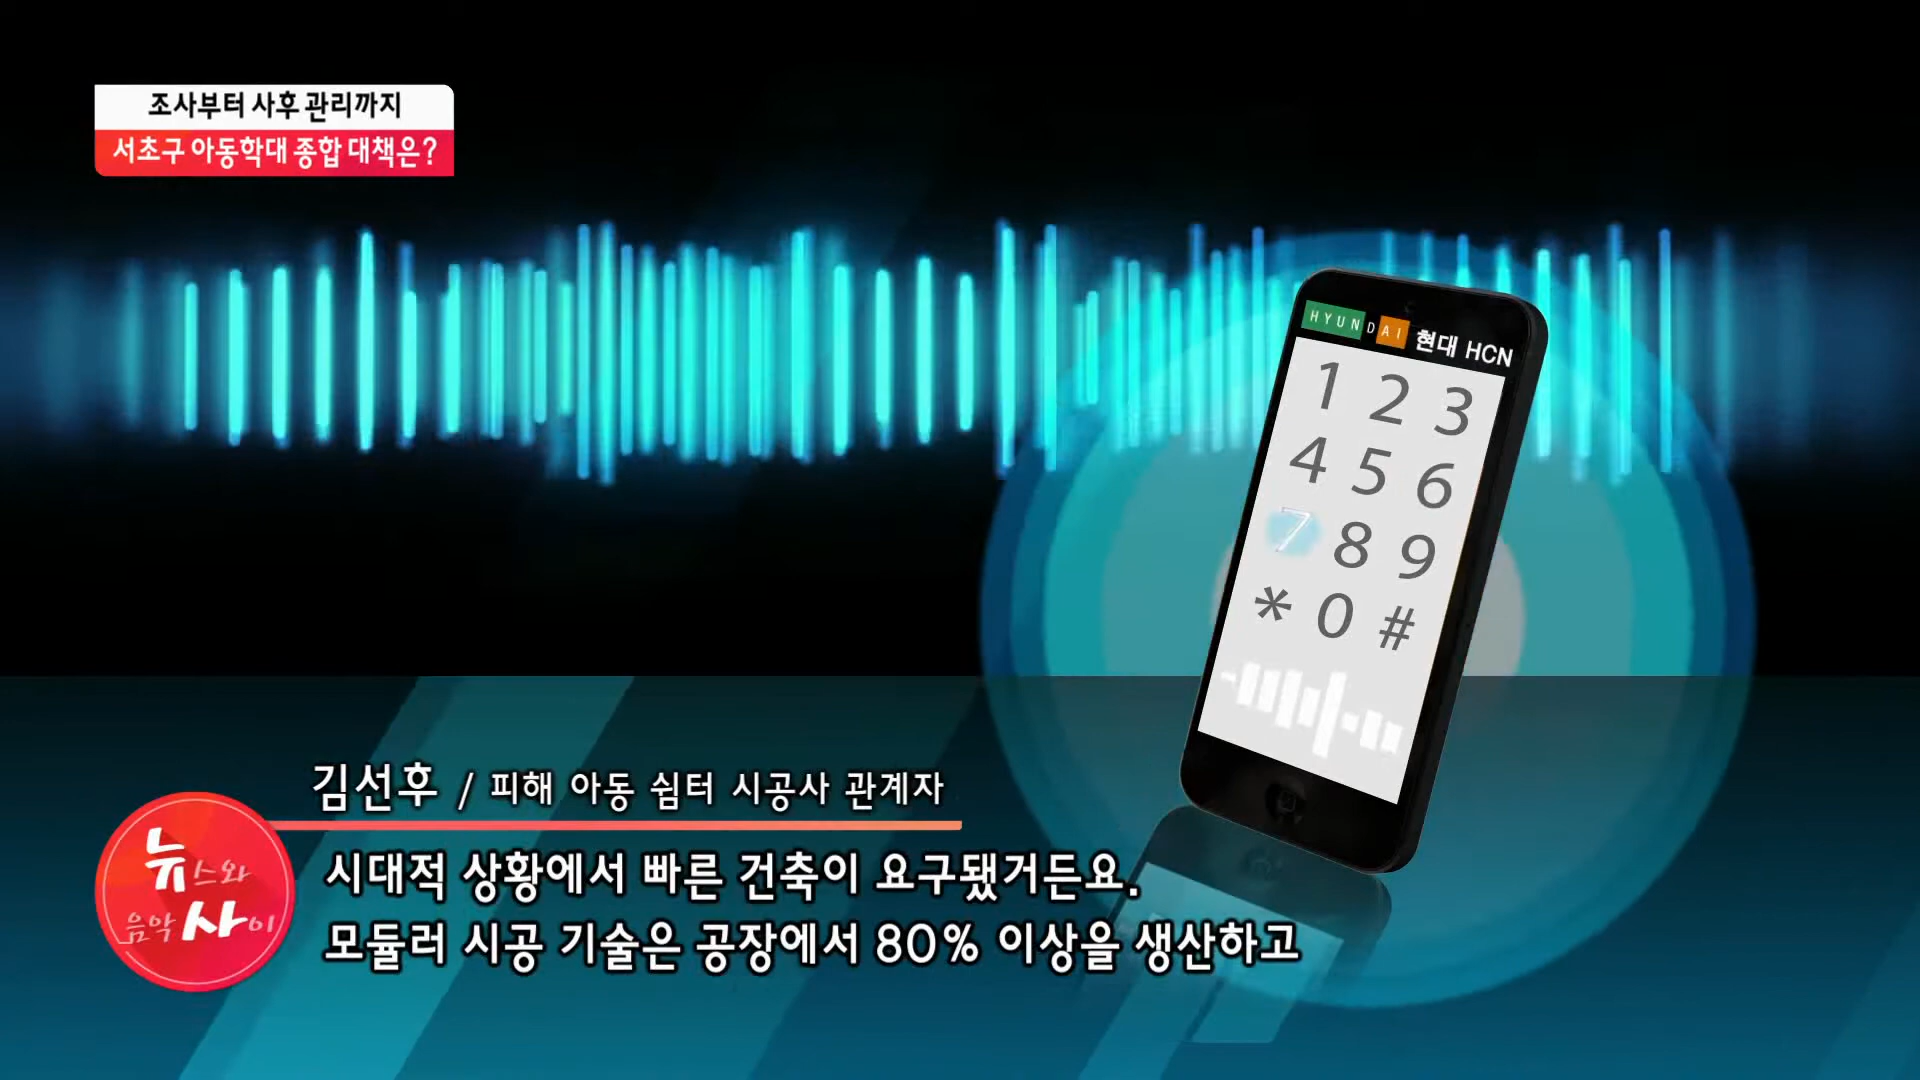 조사부터 사후 관리까지
서초구 아동학대 종합 대책은?
HYUNDAI 현대 HCN
1 2 3
4 5 6
7 8 9
* 0 #
김선후 / 피해 아동 쉼터 시공사 관계자
뉴스와
음악 사이
시대적 상황에서 빠른 건축이 요구됐거든요.
모듈러 시공 기술은 공장에서 80% 이상을 생산하고